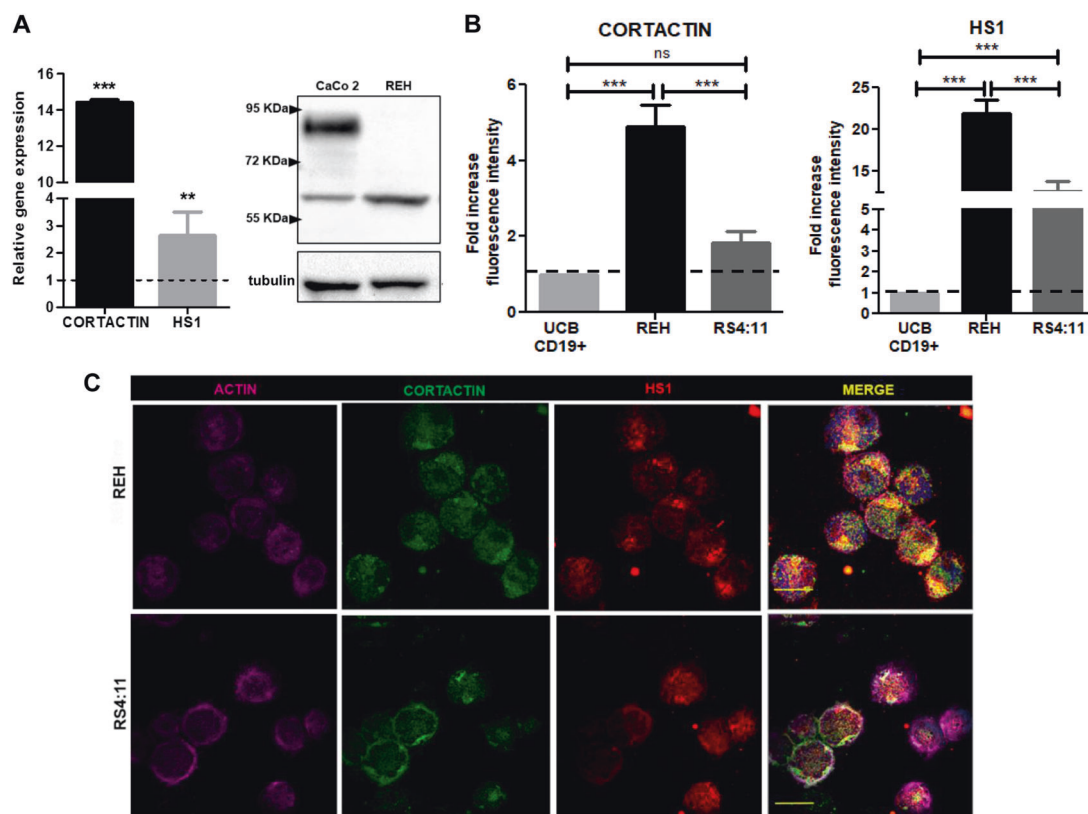 A
Relative gene expression
16
14
12
10
4
3
2
1
0
***
**
CORTACTIN
HS1
CaCo 2
REH
95 KDa
72 KDa
55 KDa
tubulin
B
CORTACTIN
ns
***
***
Fold increase
fluorescence intensity
6
4
2
0
UCB
CD19+
REH
RS4:11
HS1
***
***
***
Fold increase
fluorescence intensity
25
20
15
10
5
4
3
2
1
0
UCB
CD19+
REH
RS4:11
C
ACTIN
CORTACTIN
HS1
MERGE
REH
RS4:11